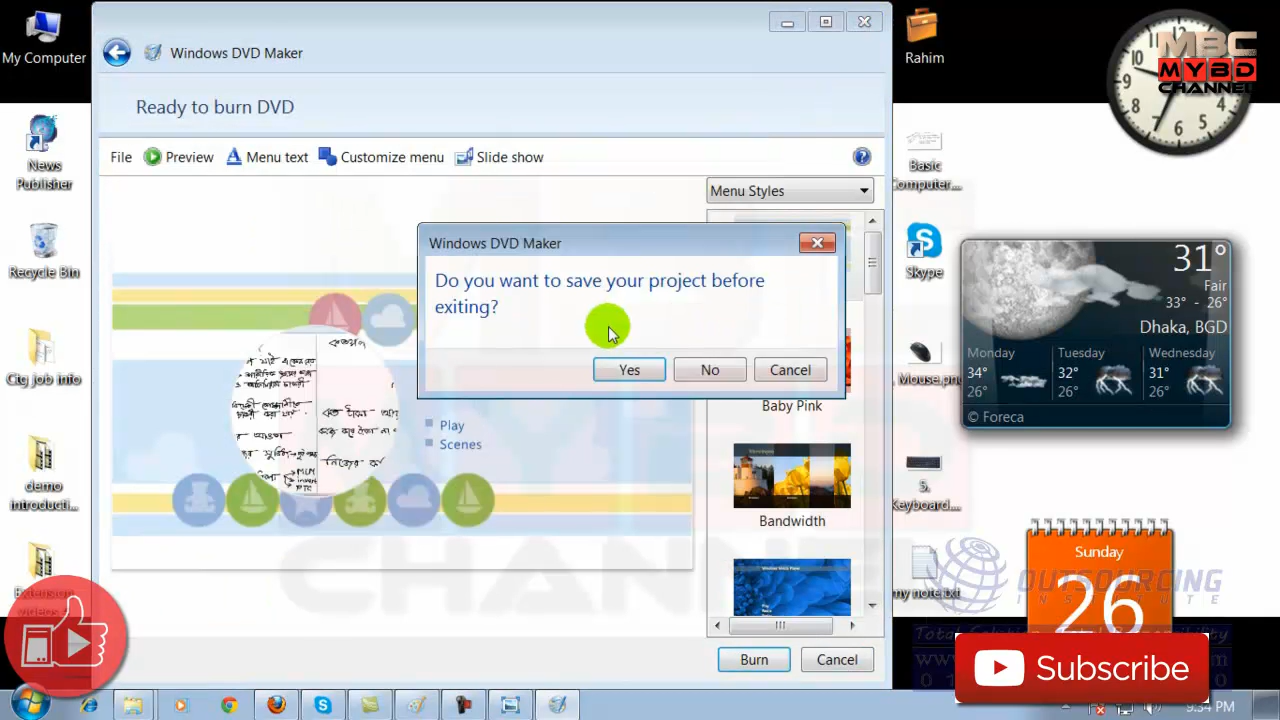 My Computer
Windows DVD Maker
Rahim
MBC
MYBD
CHANNEL
Ready to burn DVD
File
Preview
Menu text
Customize menu
Slide show
News
Publisher
Basic
Computer....
Menu Styles
Recycle Bin
Skype
Windows DVD Maker
Do you want to save your project before
exiting?
Yes
No
Cancel
31°
Fair
33° - 26°
Dhaka, BGD
Monday
34°
26°
Tuesday
32°
26°
Wednesday
31°
26°
© Foreca
Ctg job info
Mouse.png
Baby Pink
Play
Scenes
demo
introducti...
5.
Keyboard....
Bandwidth
Extension
videos
my note.txt
Sunday
26
OUTSOURCING
INSTITUTE
Burn
Cancel
Subscribe
9:34 PM